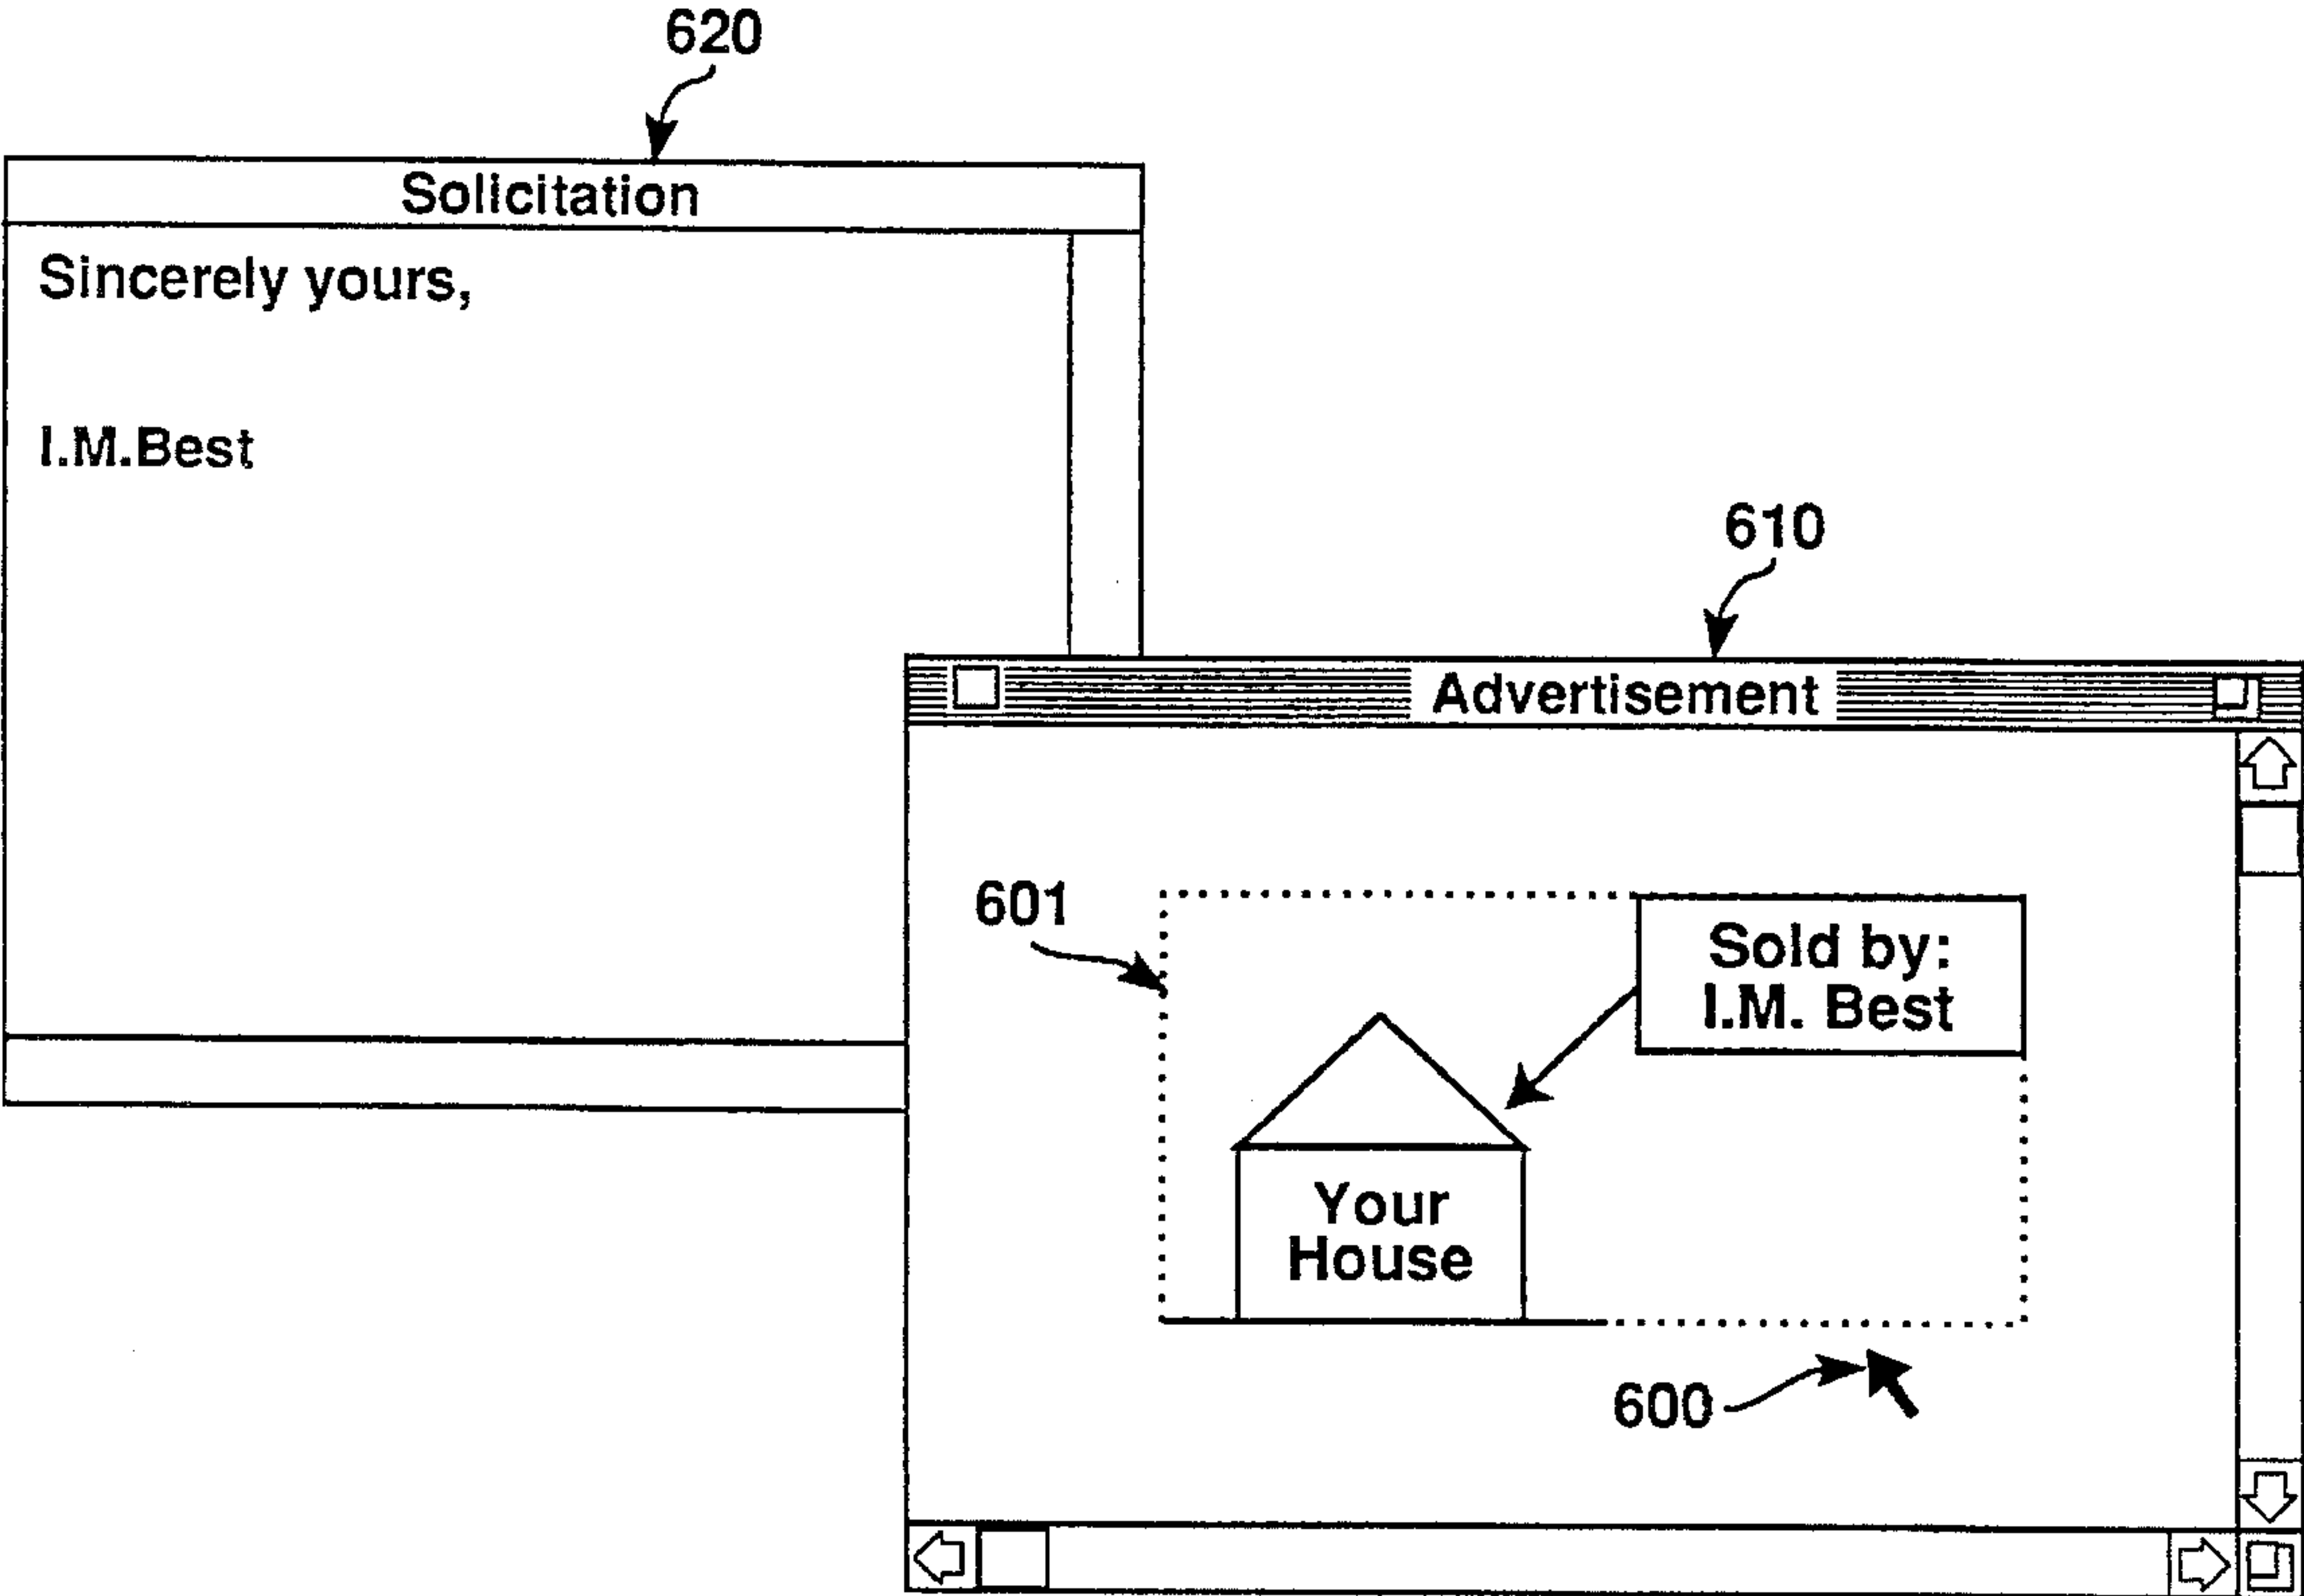 620
Solicitation
Sincerely yours,
I.M.Best
610
Advertisement
601
Sold by:
I.M. Best
Your
House
600